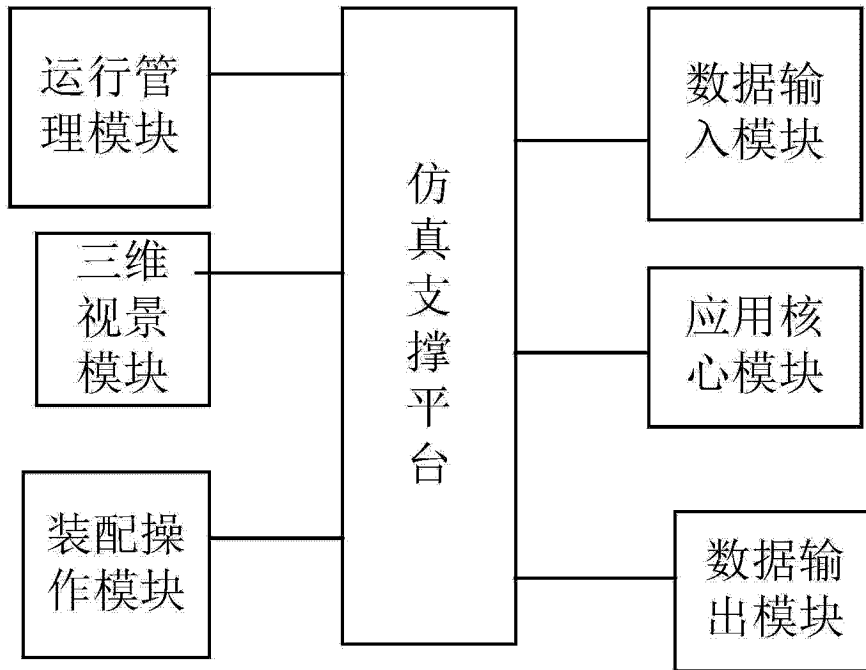 运行管
理模块
三维
视景
模块
装配操
作模块
仿
真
支
撑
平
台
数据输
入模块
应用核
心模块
数据输
出模块